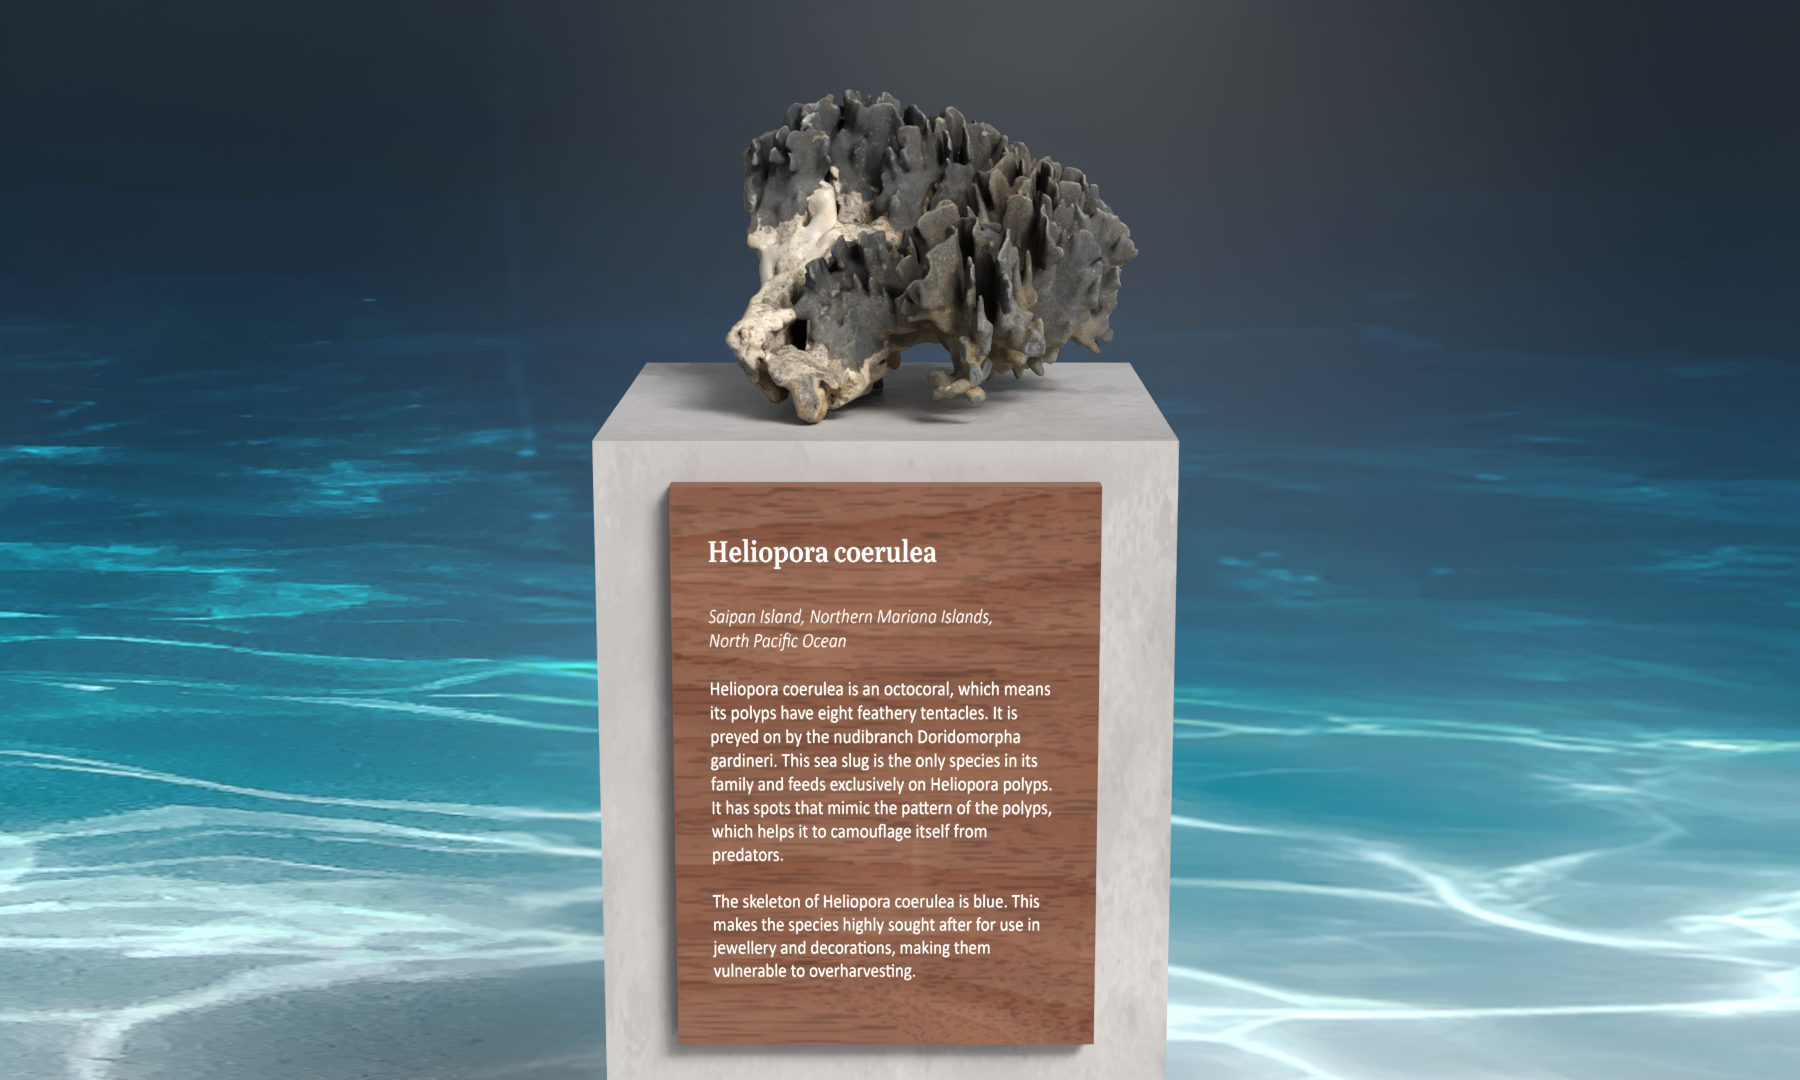 Heliopora coerulea
Saipan Island, Northern Mariana Islands,
North Pacific Ocean
Heliopora coerulea is an octocoral, which means
its polyps have eight feathery tentacles. It is
preyed on by the nudibranch Doridomorpha
gardineri. This sea slug is the only species in its
family and feeds exclusively on Heliopora polyps.
It has spots that mimic the pattern of the polyps,
which helps it to camouflage itself from
predators.
The skeleton of Heliopora coerulea is blue. This
makes the species highly sought after for use in
jewellery and decorations, making them
vulnerable to overharvesting.